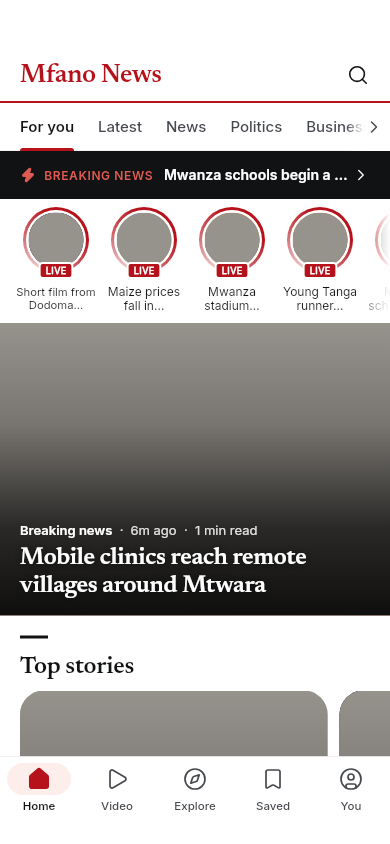 Mfano News
For you Latest News Politics Busines
BREAKING NEWS Mwanza schools begin a ...
LIVE LIVE LIVE LIVE
Short film from Dodoma...
Maize prices fall in...
Mwanza stadium...
Young Tanga runner...
Breaking news · 6m ago · 1 min read
Mobile clinics reach remote
villages around Mtwara
Top stories
Home Video Explore Saved You